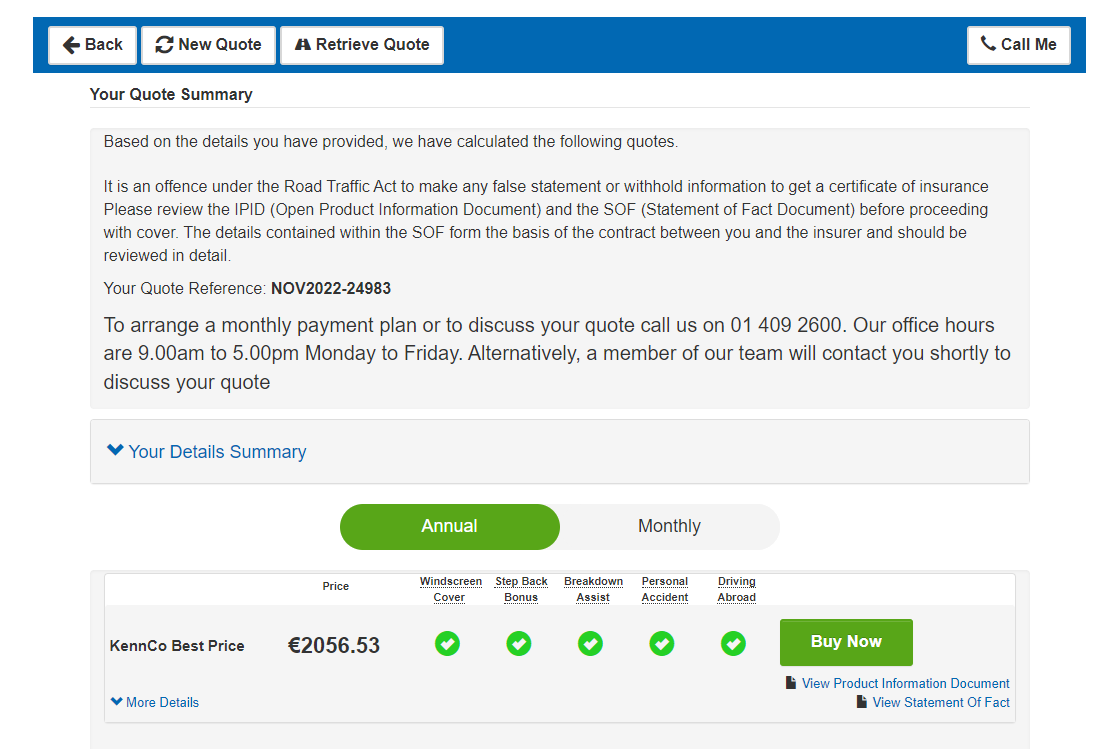 Back New Quote Retrieve Quote Call Me
Your Quote Summary
Based on the details you have provided, we have calculated the following quotes.
It is an offence under the Road Traffic Act to make any false statement or withhold information to get a certificate of insurance
Please review the IPID (Open Product Information Document) and the SOF (Statement of Fact Document) before proceeding
with cover. The details contained within the SOF form the basis of the contract between you and the insurer and should be
reviewed in detail.
Your Quote Reference: NOV2022-24983
To arrange a monthly payment plan or to discuss your quote call us on 01 409 2600. Our office hours
are 9.00am to 5.00pm Monday to Friday. Alternatively, a member of our team will contact you shortly to
discuss your quote
Your Details Summary
Annual Monthly
Price Windscreen Step Back Breakdown Personal Driving
Cover Bonus Assist Accident Abroad
KennCo Best Price €2056.53 Buy Now
View Product Information Document
More Details View Statement Of Fact